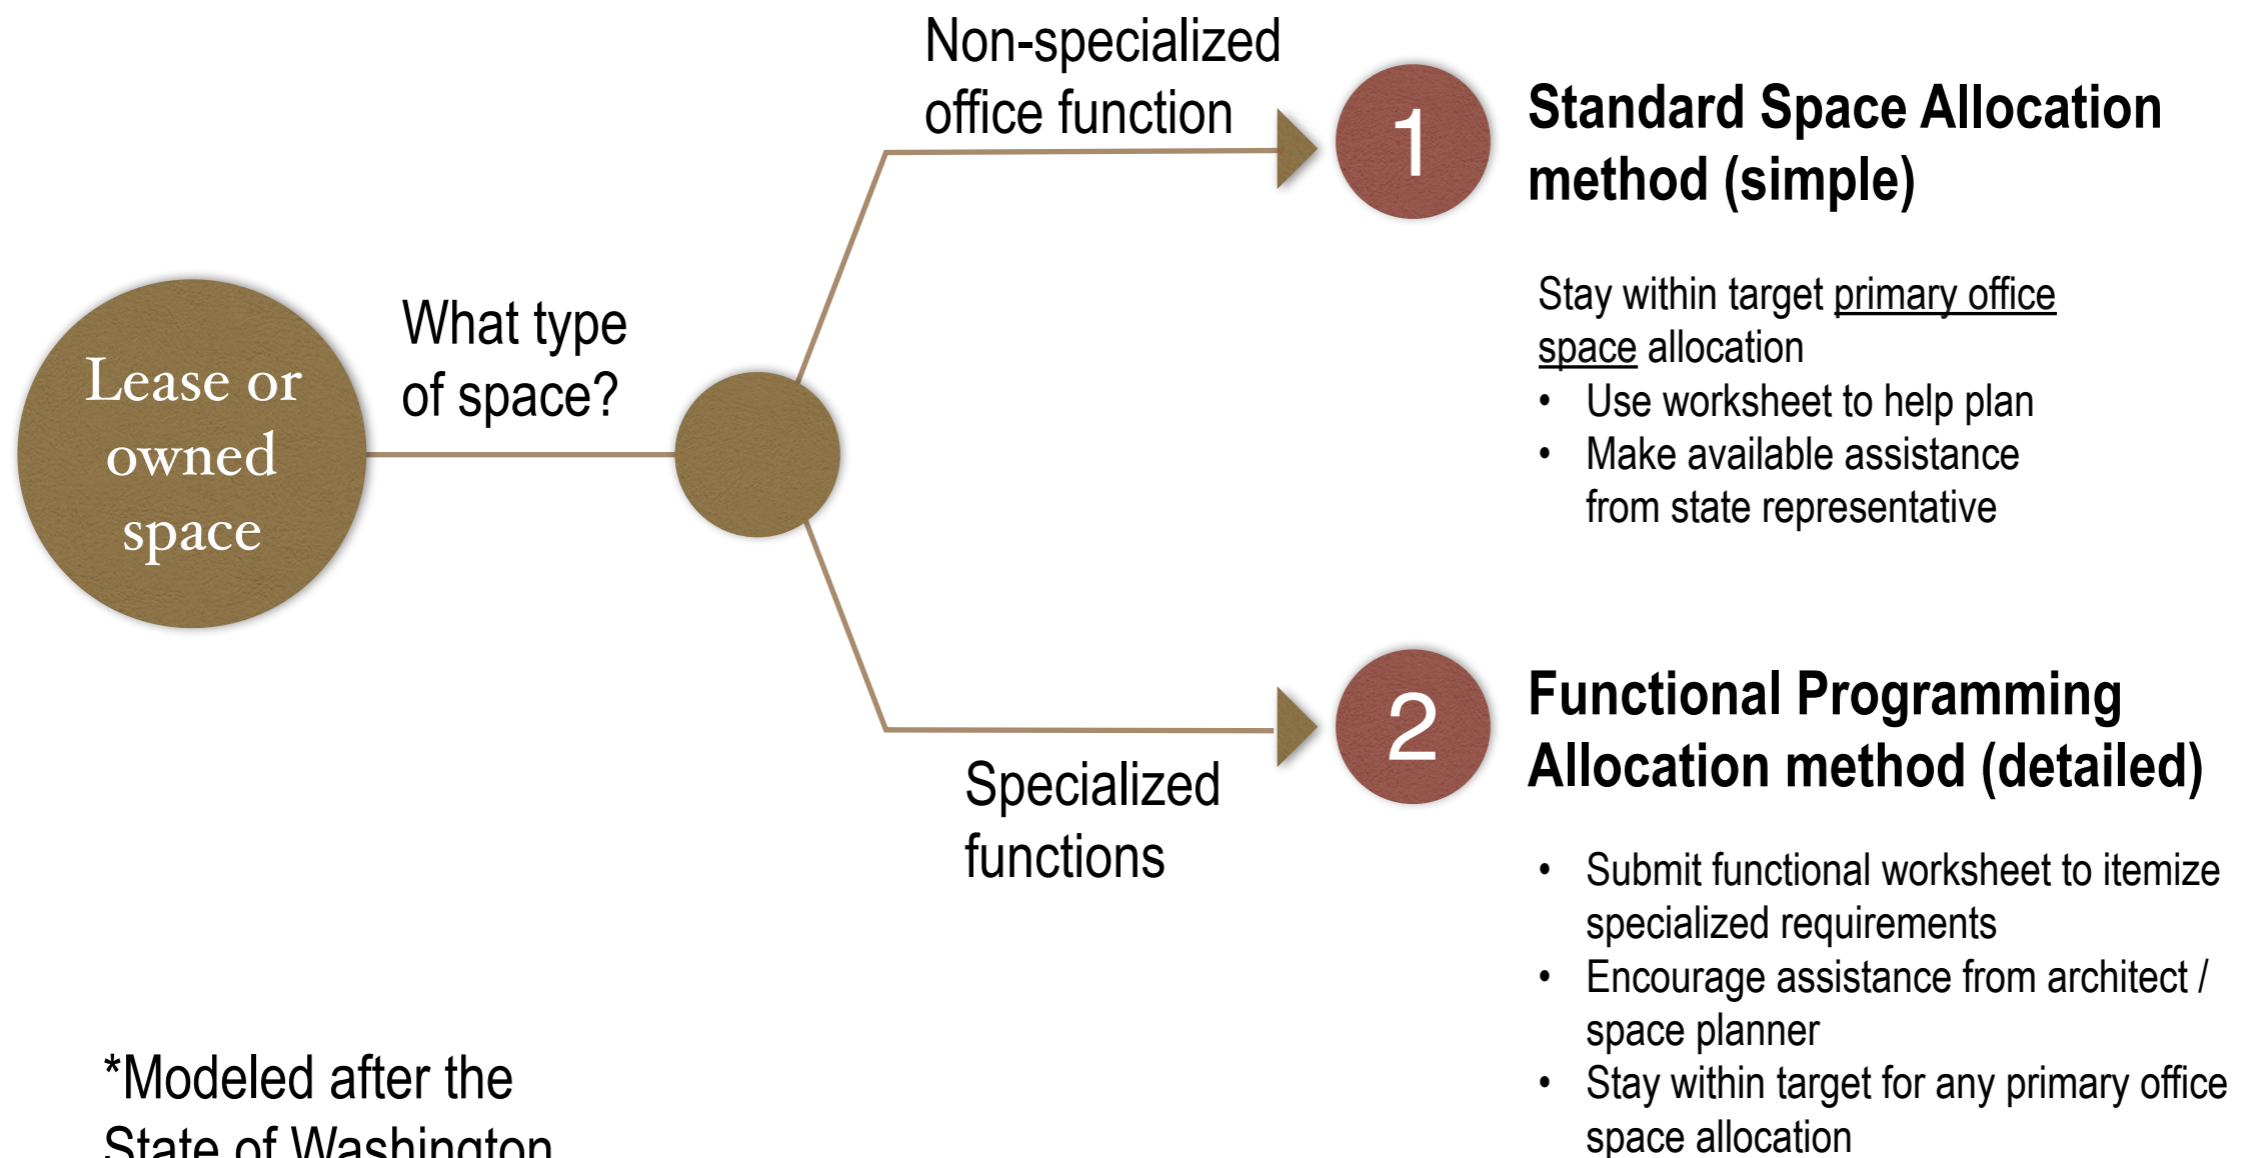 Lease or
owned
space
What type
of space?
Non-specialized
office function
1
Standard Space Allocation
method (simple)
Stay within target primary office
space allocation
• Use worksheet to help plan
• Make available assistance
from state representative
Specialized
functions
2
Functional Programming
Allocation method (detailed)
• Submit functional worksheet to itemize
specialized requirements
• Encourage assistance from architect /
space planner
• Stay within target for any primary office
space allocation
*Modeled after the
State of Washington